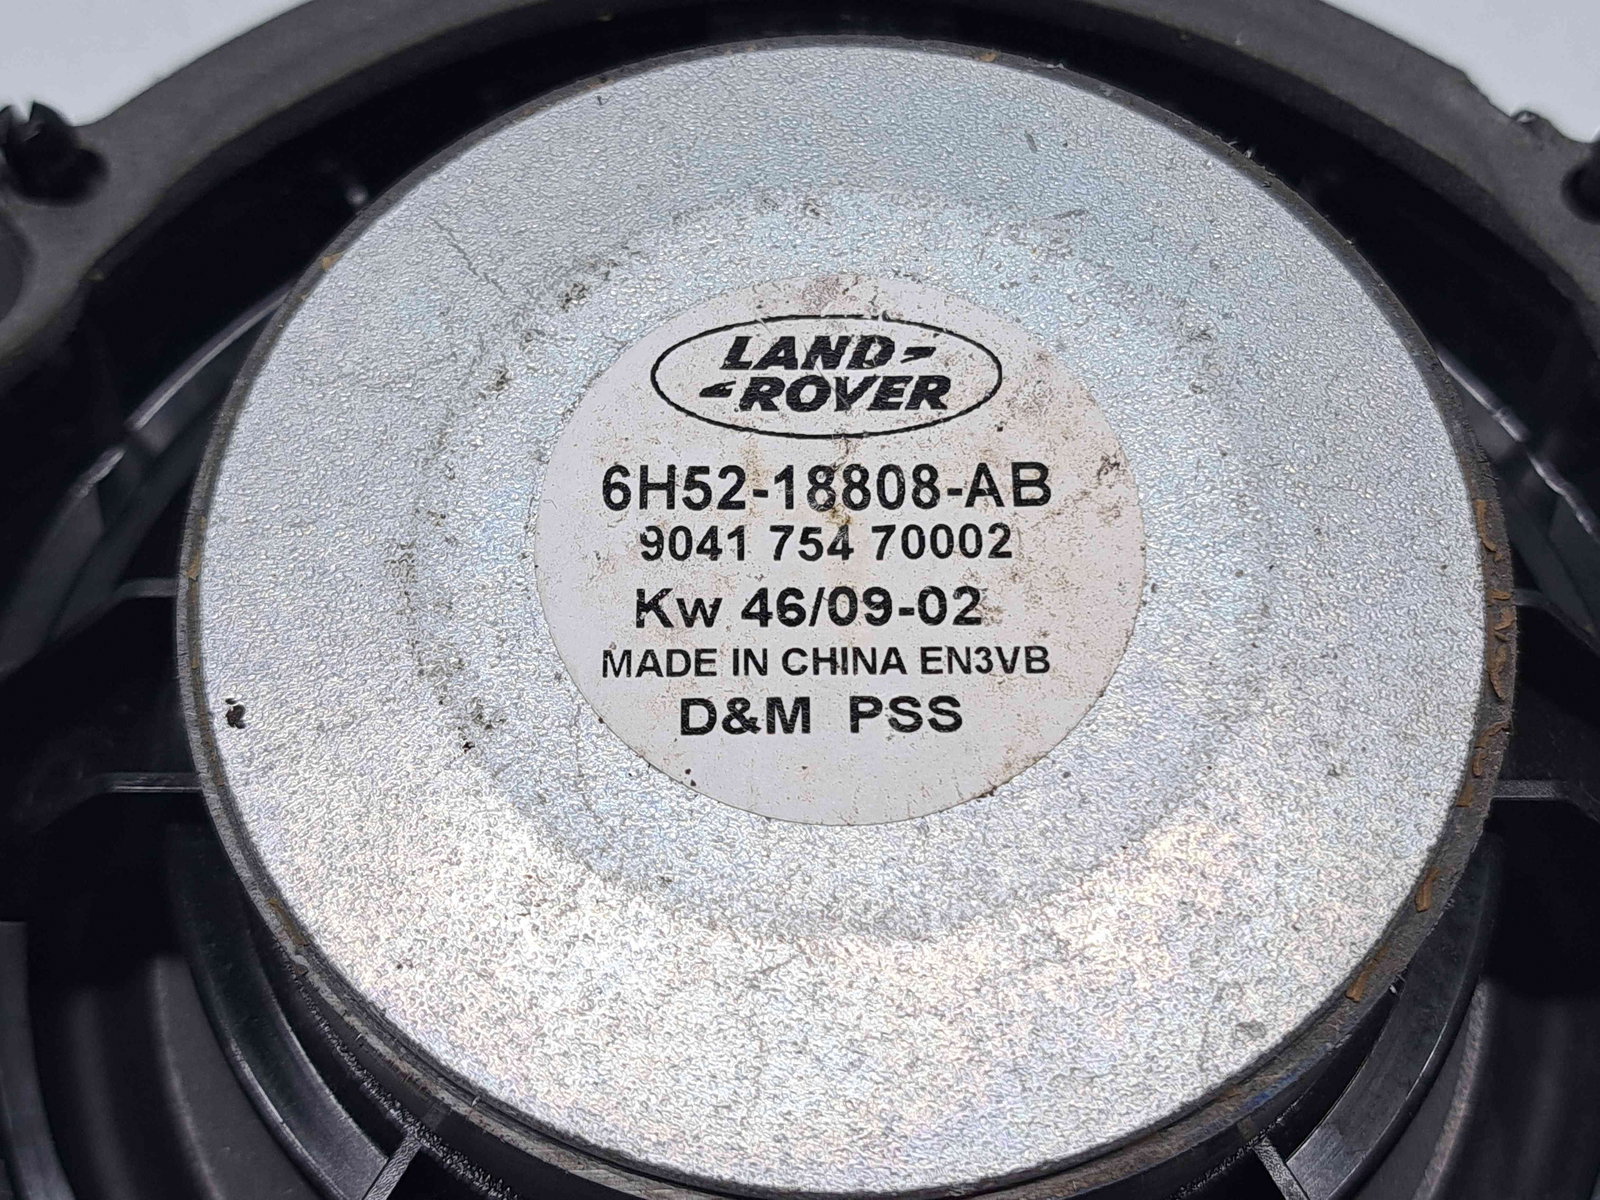 LAND-
-ROVER
6H52-18808-AB
9041 754 70002
Kw 46/09-02
MADE IN CHINA EN3VB
D&M PSS